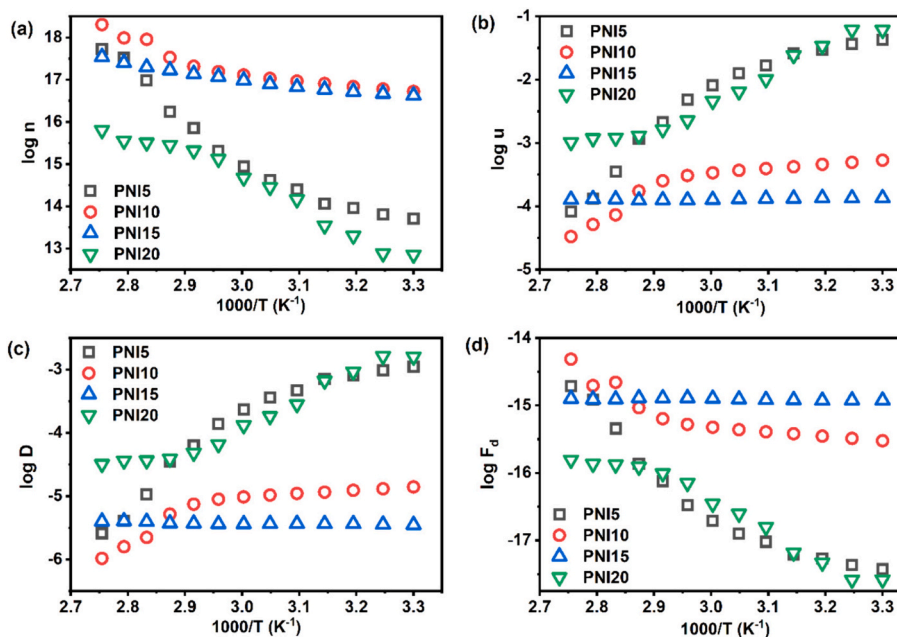 (a)
18
17
16
15
14
13
log n
PNI5
PNI10
PNI15
PNI20
2.7 2.8 2.9 3.0 3.1 3.2 3.3
1000/T (K⁻¹)
(b)
-1
-2
-3
-4
-5
log u
PNI5
PNI10
PNI15
PNI20
2.7 2.8 2.9 3.0 3.1 3.2 3.3
1000/T (K⁻¹)
(c)
-3
-4
-5
-6
log D
PNI5
PNI10
PNI15
PNI20
2.7 2.8 2.9 3.0 3.1 3.2 3.3
1000/T (K⁻¹)
(d)
-14
-15
-16
-17
log F_d
PNI5
PNI10
PNI15
PNI20
2.7 2.8 2.9 3.0 3.1 3.2 3.3
1000/T (K⁻¹)